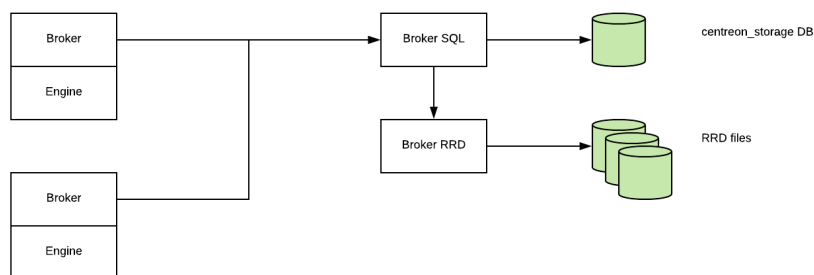 Broker
Engine
Broker SQL
centreon_storage DB
Broker RRD
RRD files
Broker
Engine